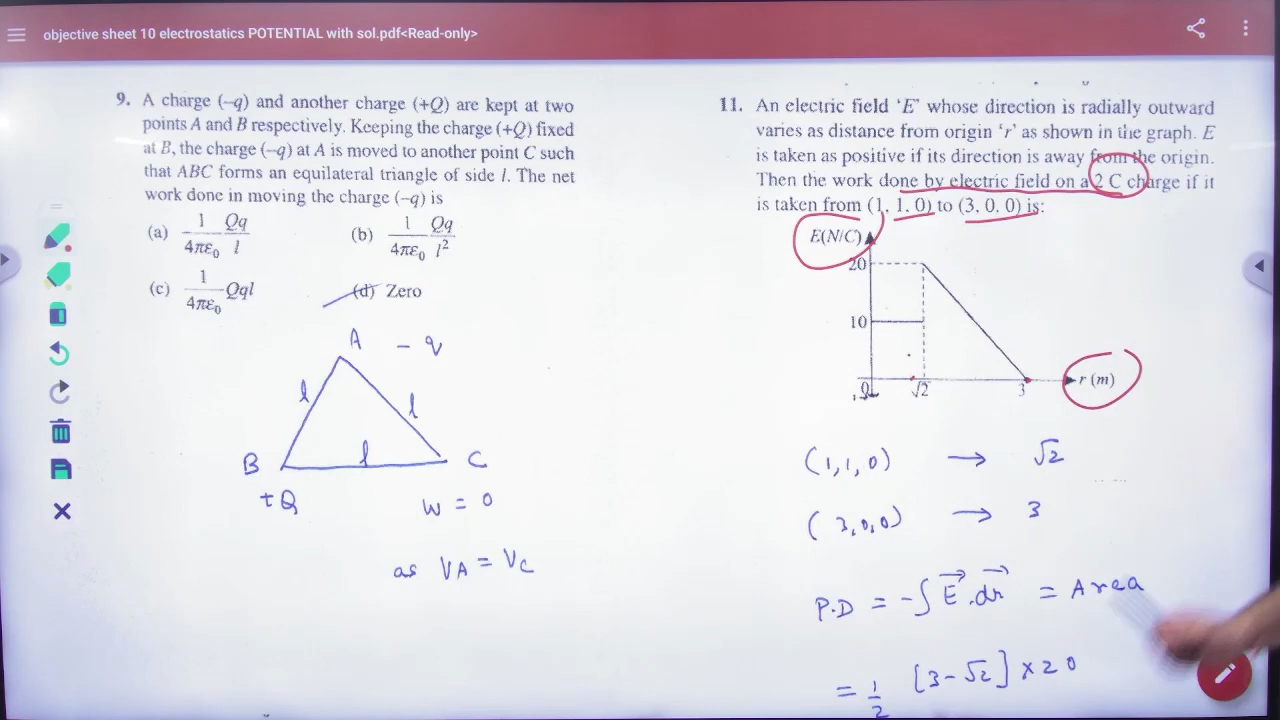 objective sheet 10 electrostatics POTENTIAL with sol.pdf<Read-only>
9. A charge (–q) and another charge (+Q) are kept at two
points A and B respectively. Keeping the charge (+Q) fixed
at B, the charge (–q) at A is moved to another point C such
that ABC forms an equilateral triangle of side l. The net
work done in moving the charge (–q) is
(a) 1/4πε₀ Qq/l
(b) 1/4πε₀ Qq/l²
(c) 1/4πε₀ Qql
(d) Zero
A – q
l
l
B l C
+Q
W = 0
as VA = VC
11. An electric field ‘E’ whose direction is radially outward
varies as distance from origin ‘r’ as shown in the graph. E
is taken as positive if its direction is away from the origin.
Then the work done by electric field on a 2 C charge if it
is taken from (1, 1, 0) to (3, 0, 0) is:
E(N/C)
20
10
√2 3 r (m)
(1,1,0) → √2
(3,0,0) → 3
P.D = -∫ E⃗ . dr⃗ = Area
= 1/2 [3-√2] × 20